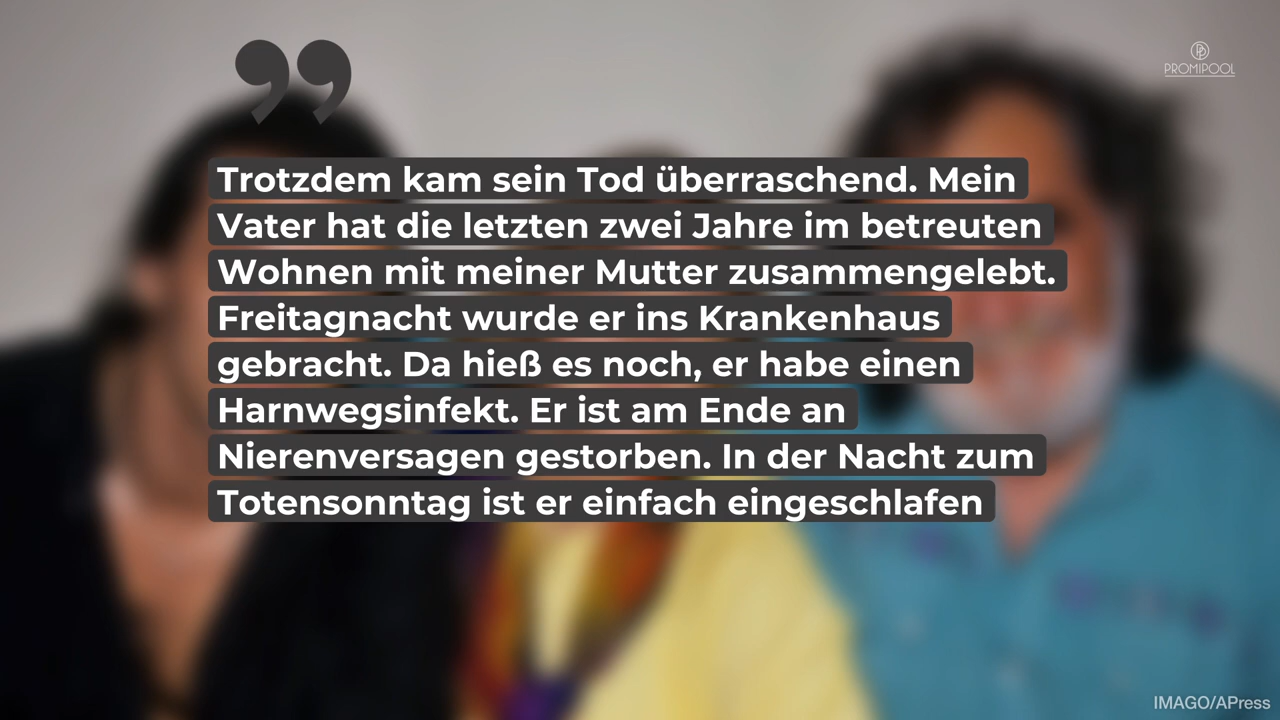 ”
PROMIPOOL
Trotzdem kam sein Tod überraschend. Mein
Vater hat die letzten zwei Jahre im betreuten
Wohnen mit meiner Mutter zusammengelebt.
Freitagnacht wurde er ins Krankenhaus
gebracht. Da hieß es noch, er habe einen
Harnwegsinfekt. Er ist am Ende an
Nierenversagen gestorben. In der Nacht zum
Totensonntag ist er einfach eingeschlafen
IMAGO/APress